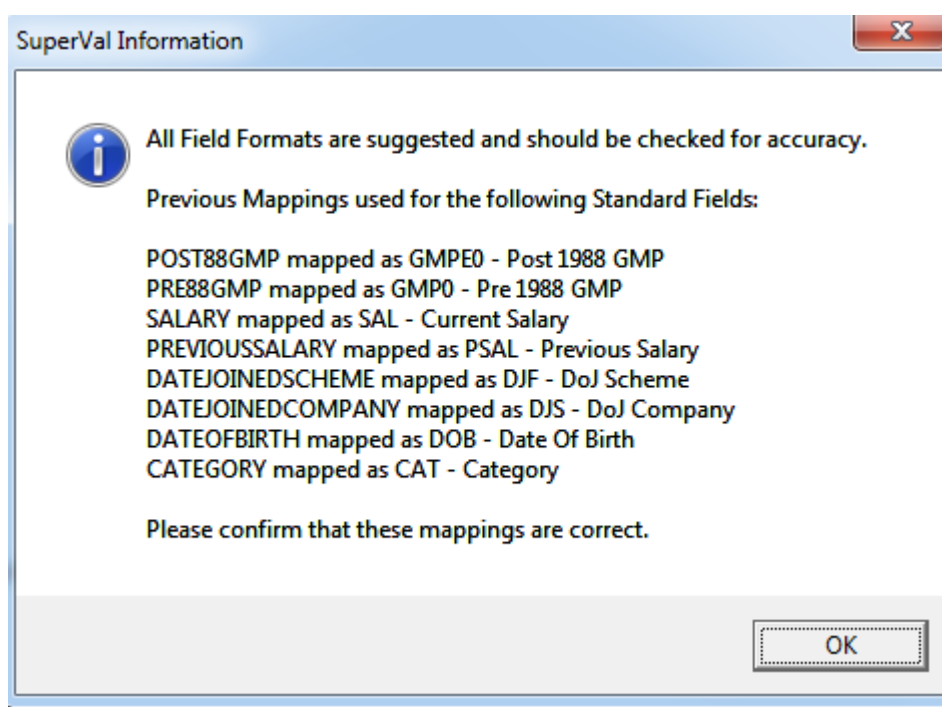 SuperVal Information
All Field Formats are suggested and should be checked for accuracy.
Previous Mappings used for the following Standard Fields:
POST88GMP mapped as GMPE0 - Post 1988 GMP
PRE88GMP mapped as GMP0 - Pre 1988 GMP
SALARY mapped as SAL - Current Salary
PREVIOUSSALARY mapped as PSAL - Previous Salary
DATEJOINEDSCHEME mapped as DJF - DoJ Scheme
DATEJOINEDCOMPANY mapped as DJS - DoJ Company
DATEOFBIRTH mapped as DOB - Date Of Birth
CATEGORY mapped as CAT - Category
Please confirm that these mappings are correct.
OK